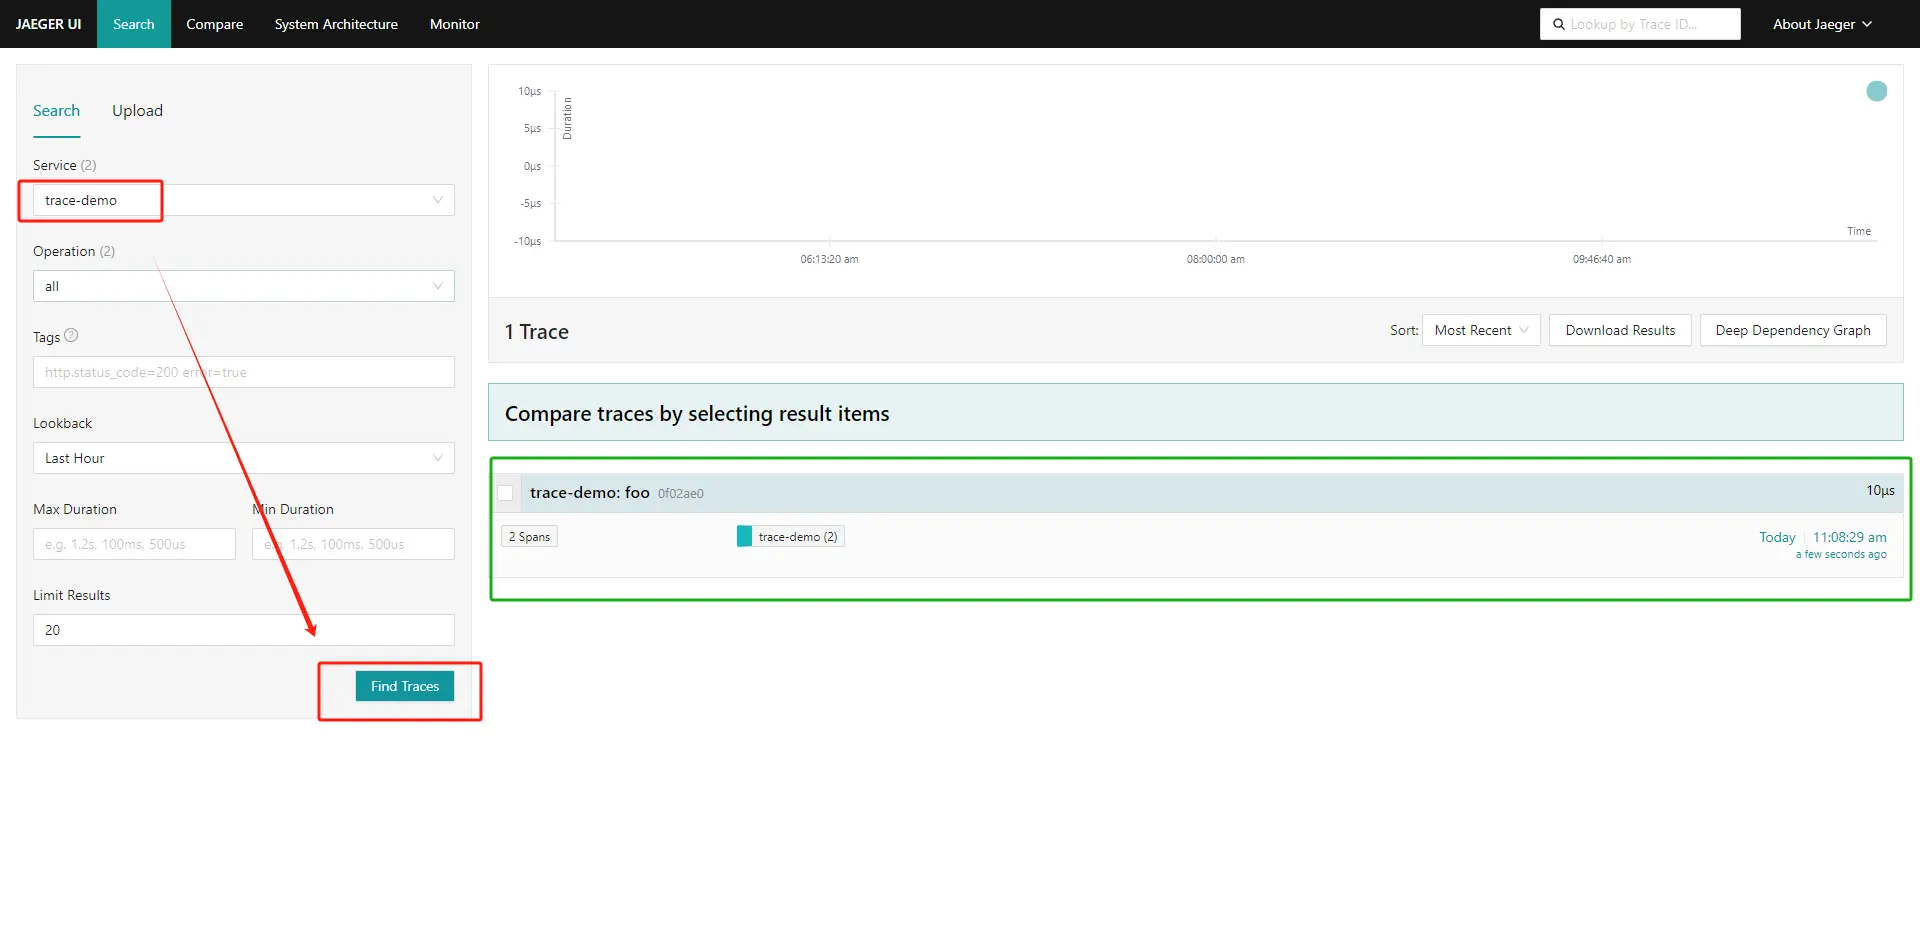 JAEGER UI Search Compare System Architecture Monitor Lookup by Trace ID... About Jaeger
Search Upload
Service (2)
trace-demo
Operation (2)
all
Tags
http.status_code=200 error=true
Lookback
Last Hour
Max Duration Min Duration
e.g. 1.2s, 100ms, 500us e.g. 1.2s, 100ms, 500us
Limit Results
20
Find Traces
Duration
10μs
5μs
0μs
-5μs
-10μs
Time
06:13:20 am 08:00:00 am 09:46:40 am
1 Trace Sort: Most Recent Download Results Deep Dependency Graph
Compare traces by selecting result items
trace-demo: foo 0f02ae0 10μs
2 Spans trace-demo (2) Today 11:08:29 am
a few seconds ago